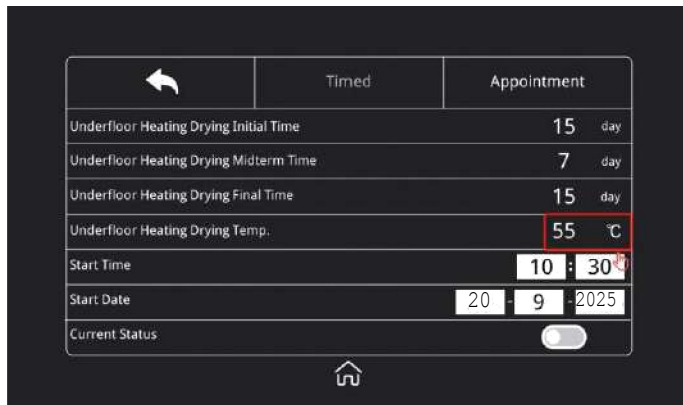 Timed Appointment
Underfloor Heating Drying Initial Time 15 day
Underfloor Heating Drying Midterm Time 7 day
Underfloor Heating Drying Final Time 15 day
Underfloor Heating Drying Temp. 55 ℃
Start Time 10 : 30
Start Date 20 - 9 - 2025
Current Status